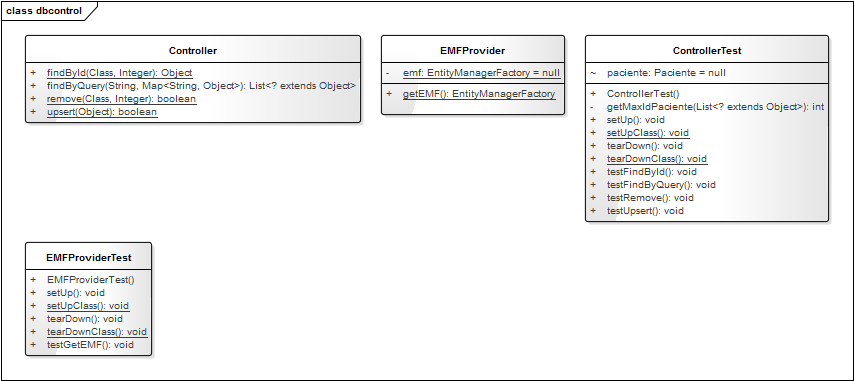 class dbcontrol
Controller
+ findById(Class, Integer): Object
+ findByQuery(String, Map<String, Object>): List<? extends Object>
+ remove(Class, Integer): boolean
+ upsert(Object): boolean
EMFProvider
- emf: EntityManagerFactory = null
+ getEMF(): EntityManagerFactory
ControllerTest
~ paciente: Paciente = null
+ ControllerTest()
- getMaxIdPaciente(List<? extends Object>): int
+ setUp(): void
+ setUpClass(): void
+ tearDown(): void
+ tearDownClass(): void
+ testFindById(): void
+ testFindByQuery(): void
+ testRemove(): void
+ testUpsert(): void
EMFProviderTest
+ EMFProviderTest()
+ setUp(): void
+ setUpClass(): void
+ tearDown(): void
+ tearDownClass(): void
+ testGetEMF(): void